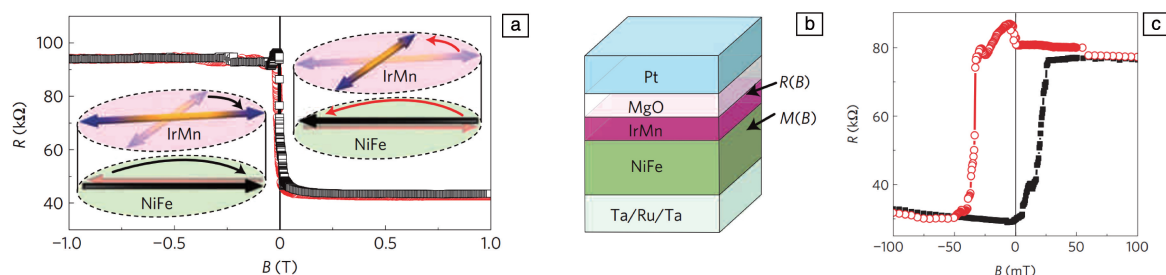 a
R (kΩ)
100
80
60
40
IrMn
NiFe
IrMn
NiFe
-1.0
-0.5
0
0.5
1.0
B (T)
b
Pt
MgO
IrMn
NiFe
Ta/Ru/Ta
R(B)
M(B)
c
R (kΩ)
100
80
60
40
-100
-50
0
50
100
B (mT)